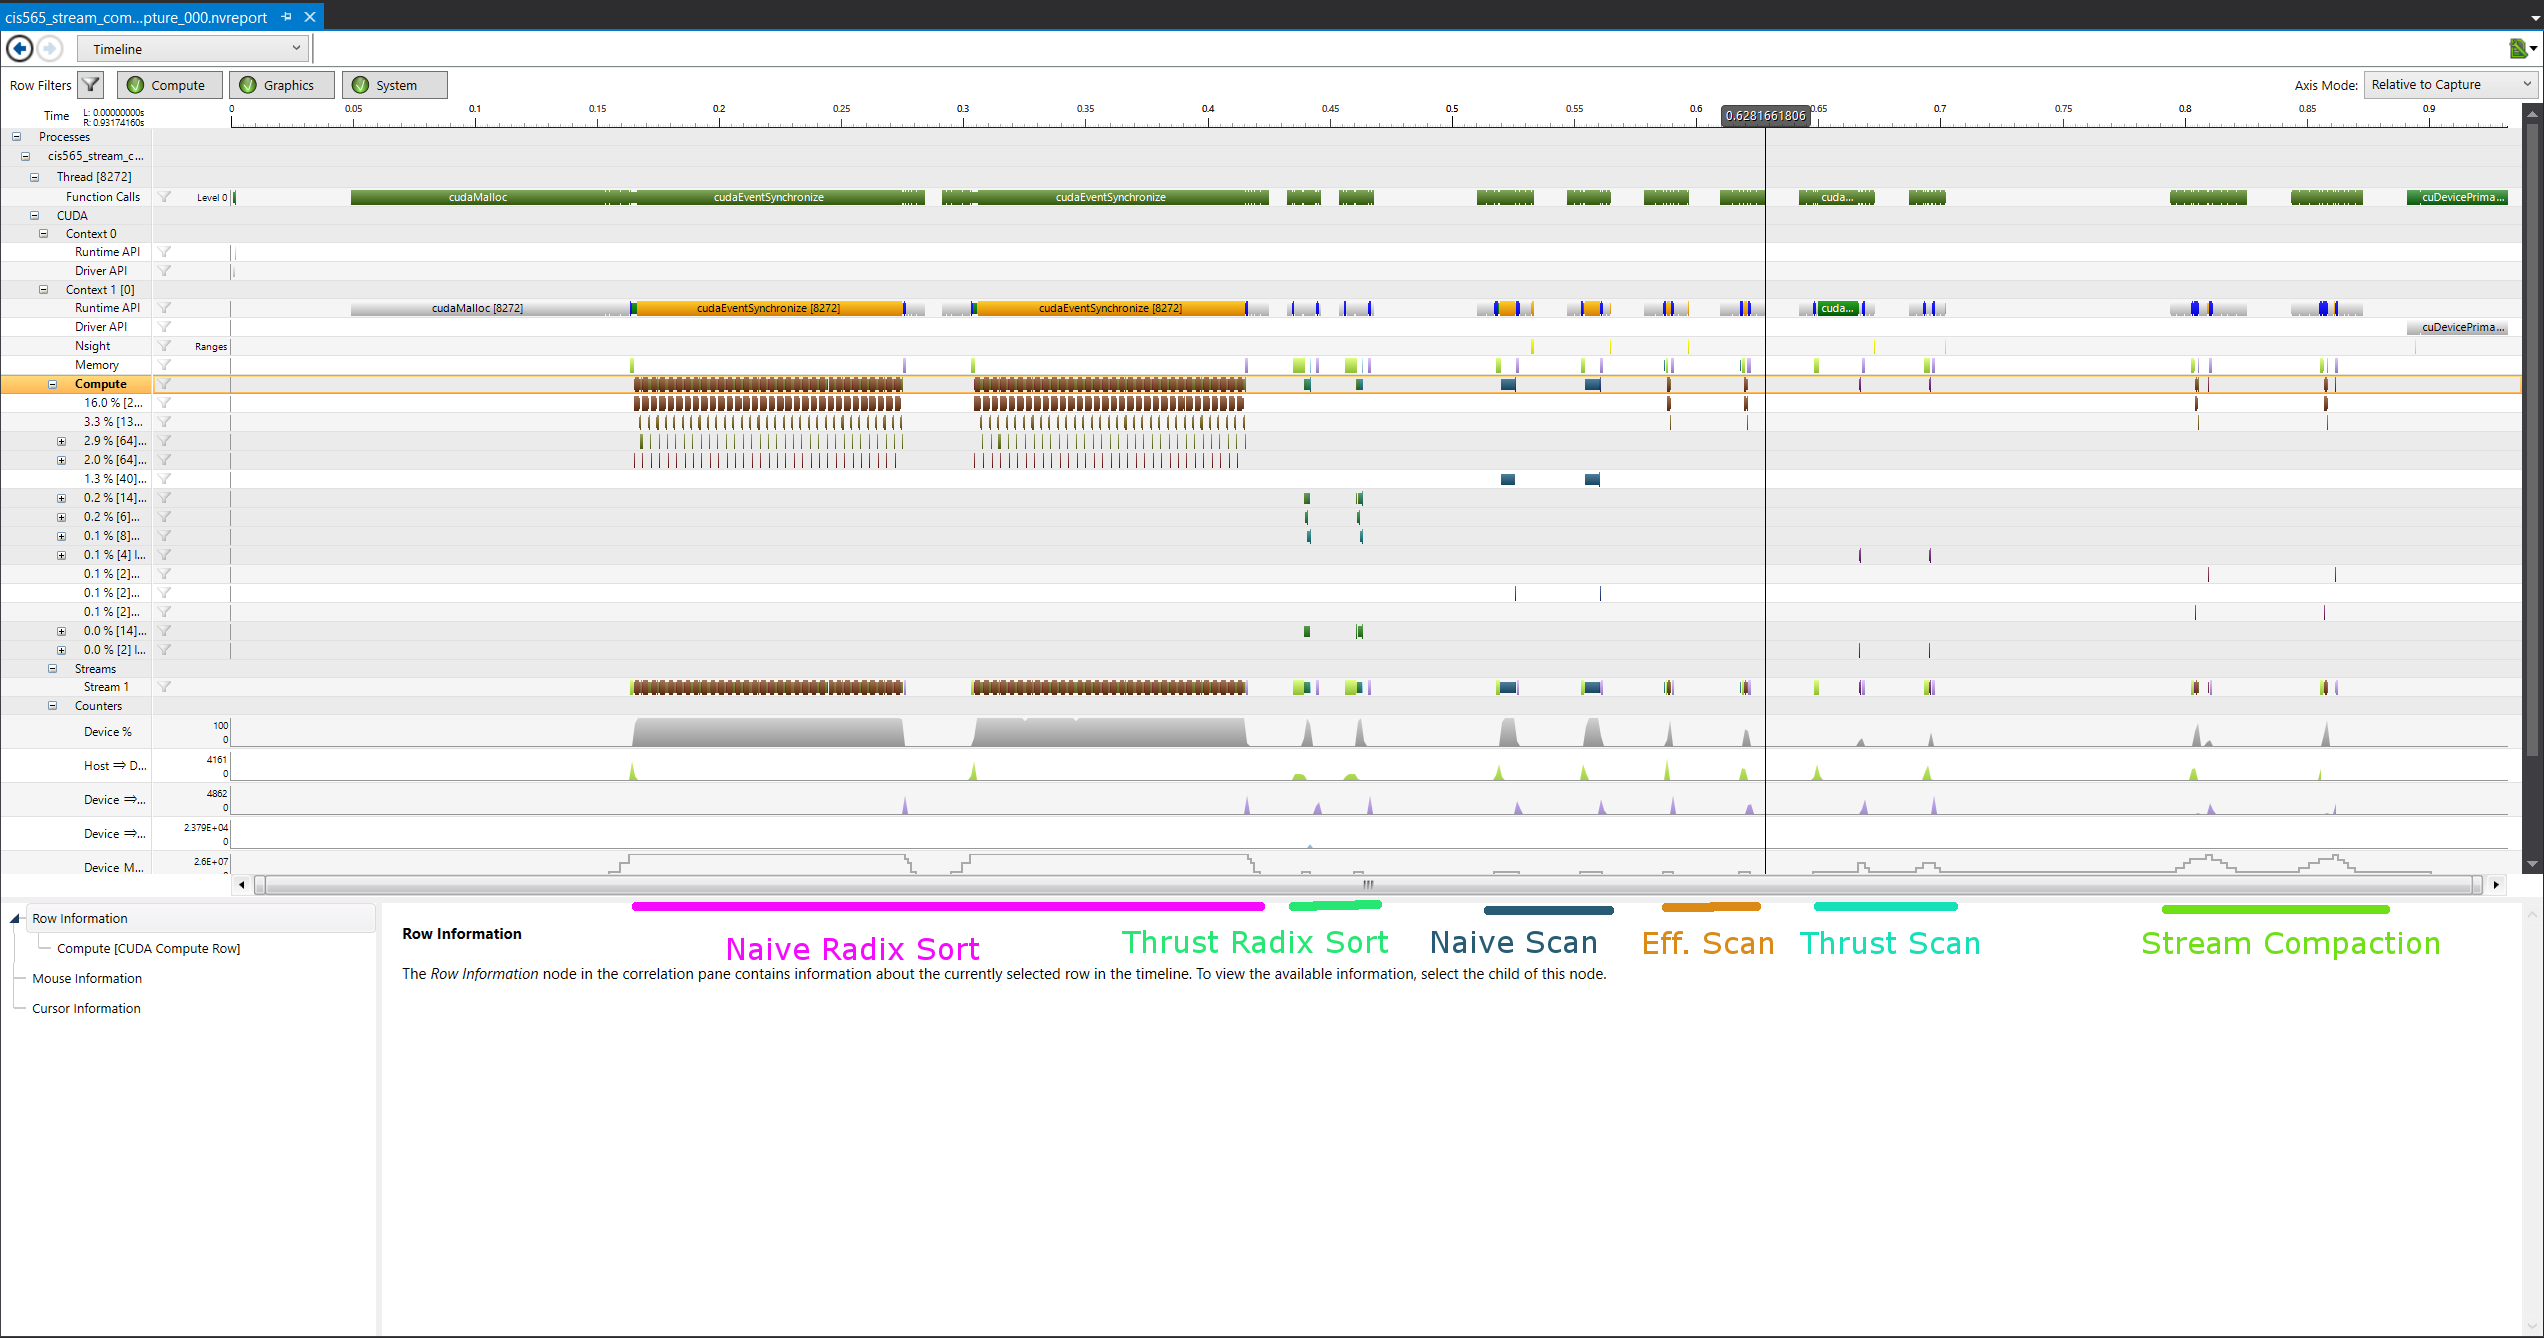 cis565_stream_com...pture_000.nvreport
Timeline
Row Filters Compute Graphics System Axis Mode: Relative to Capture
Time L: 0.00000000s R: 0.93174160s 0 0.05 0.1 0.15 0.2 0.25 0.3 0.35 0.4 0.45 0.5 0.55 0.6 0.6281661806 0.65 0.7 0.75 0.8 0.85 0.9
Processes
cis565_stream_c...
Thread [8272]
Function Calls Level 0 cudaMalloc cudaEventSynchronize cudaEventSynchronize cuda... cuDevicePrima...
CUDA
Context 0
Runtime API
Driver API
Context 1 [0]
Runtime API cudaMalloc [8272] cudaEventSynchronize [8272] cudaEventSynchronize [8272] cuda...
Driver API cuDevicePrima...
Nsight Ranges
Memory
Compute
16.0 % [2...
3.3 % [13...
2.9 % [64]...
2.0 % [64]...
1.3 % [40]...
0.2 % [14]...
0.2 % [6]...
0.1 % [8]...
0.1 % [4] l...
0.1 % [2]...
0.1 % [2]...
0.1 % [2]...
0.0 % [14]...
0.0 % [2] l...
Streams
Stream 1
Counters
Device % 100 0
Host ⇒ D... 4161 0
Device ⇒... 4862 0
Device ⇒... 2.379E+04 0
Device M... 2.6E+07
Row Information
Compute [CUDA Compute Row]
Mouse Information
Cursor Information
Row Information
Naive Radix Sort Thrust Radix Sort Naive Scan Eff. Scan Thrust Scan Stream Compaction
The Row Information node in the correlation pane contains information about the currently selected row in the timeline. To view the available information, select the child of this node.